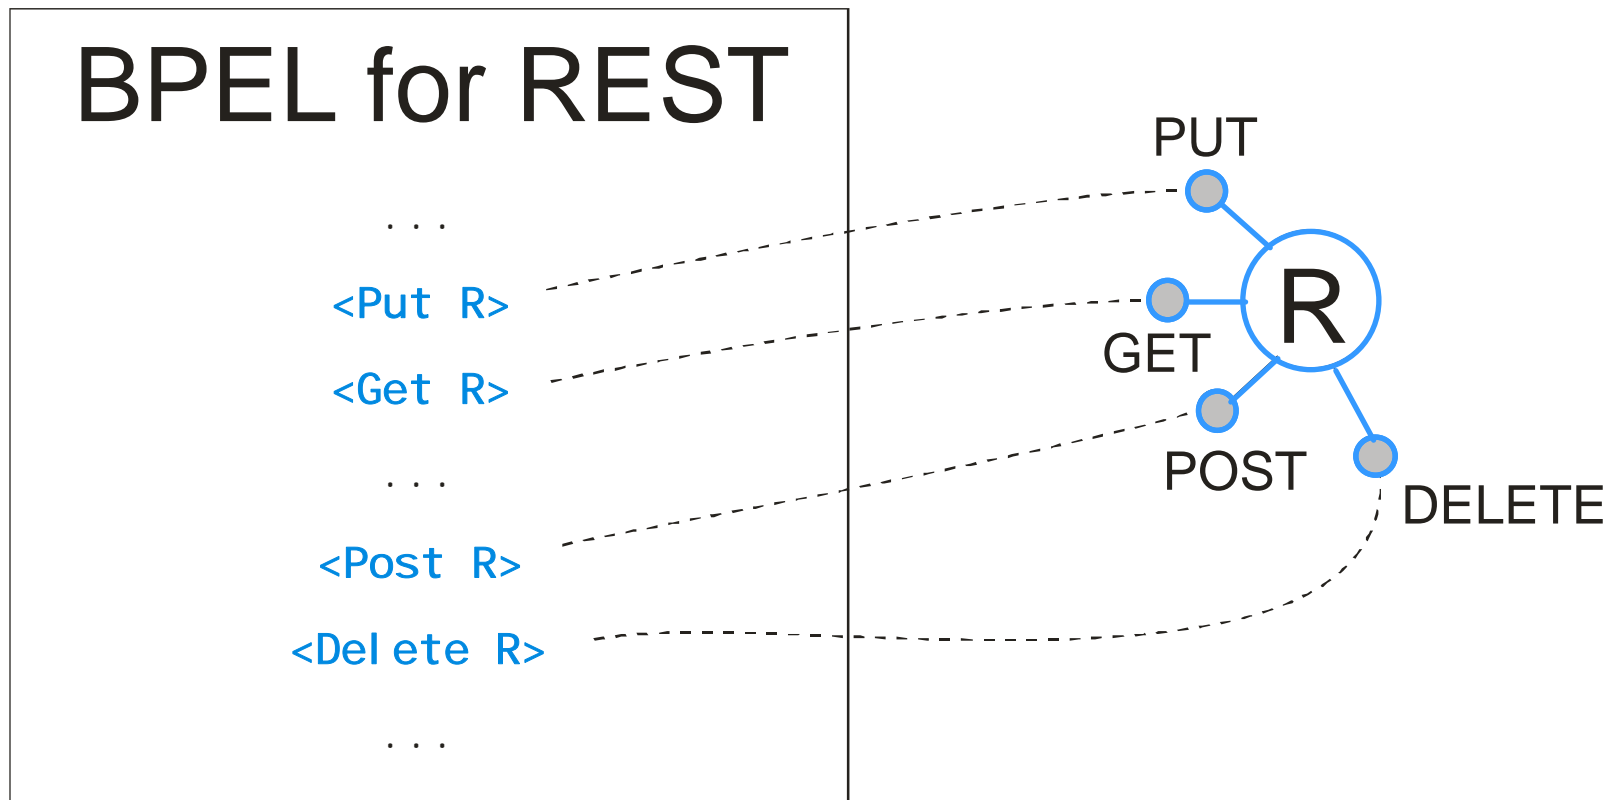 BPEL for REST
...
<Put R>
<Get R>
...
<Post R>
<Delete R>
...
PUT
R
GET
POST
DELETE